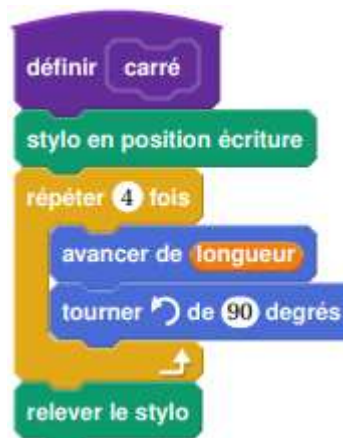 définir carré
stylo en position écriture
répéter 4 fois
avancer de longueur
tourner de 90 degrés
relever le stylo